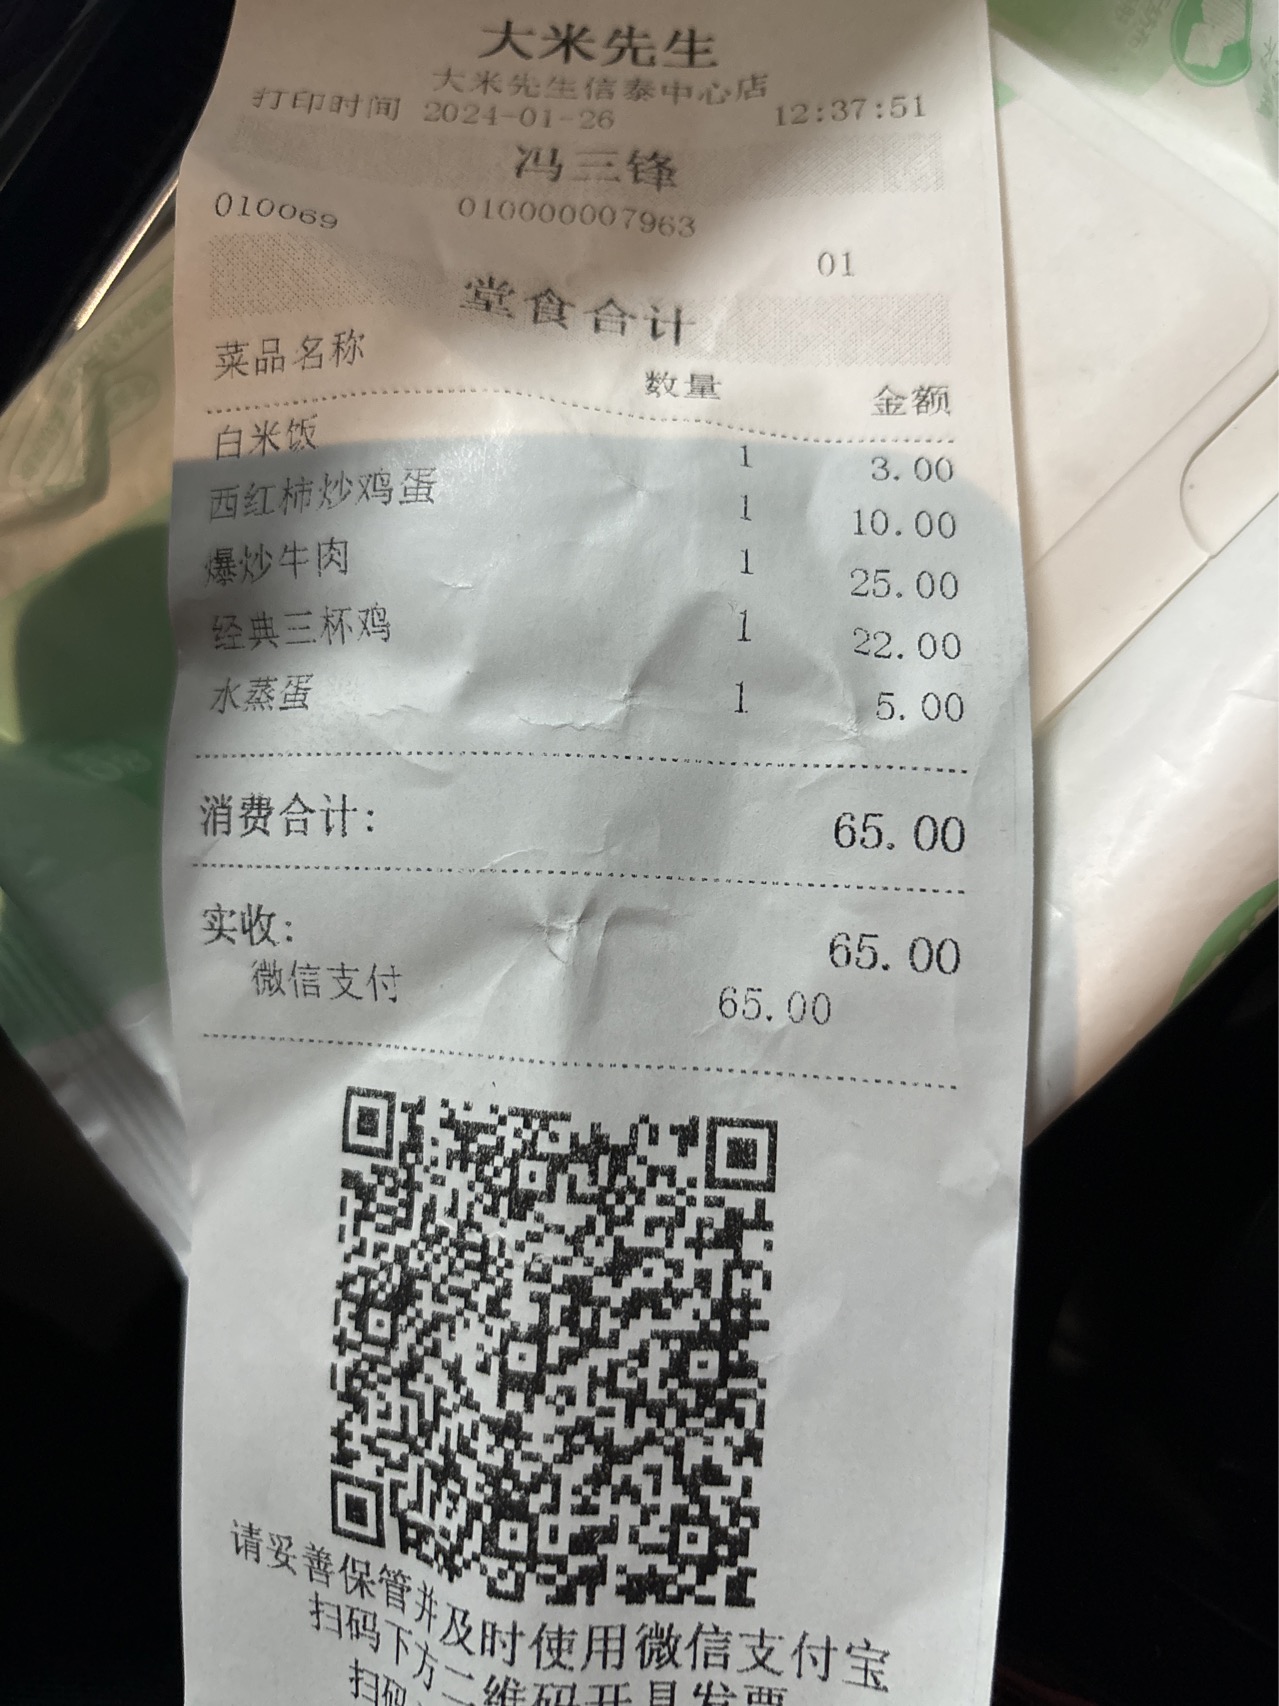 大米先生
大米先生信泰中心店
打印时间 2024-01-26 12:37:51
冯三锋
010069 010000007963
01
堂食合计
菜品名称 数量 金额
白米饭 1 3.00
西红柿炒鸡蛋 1 10.00
爆炒牛肉 1 25.00
经典三杯鸡 1 22.00
水蒸蛋 1 5.00
消费合计: 65.00
实收: 65.00
微信支付 65.00
请妥善保管并及时使用微信支付宝
扫码下方二维码开具发票
扫码